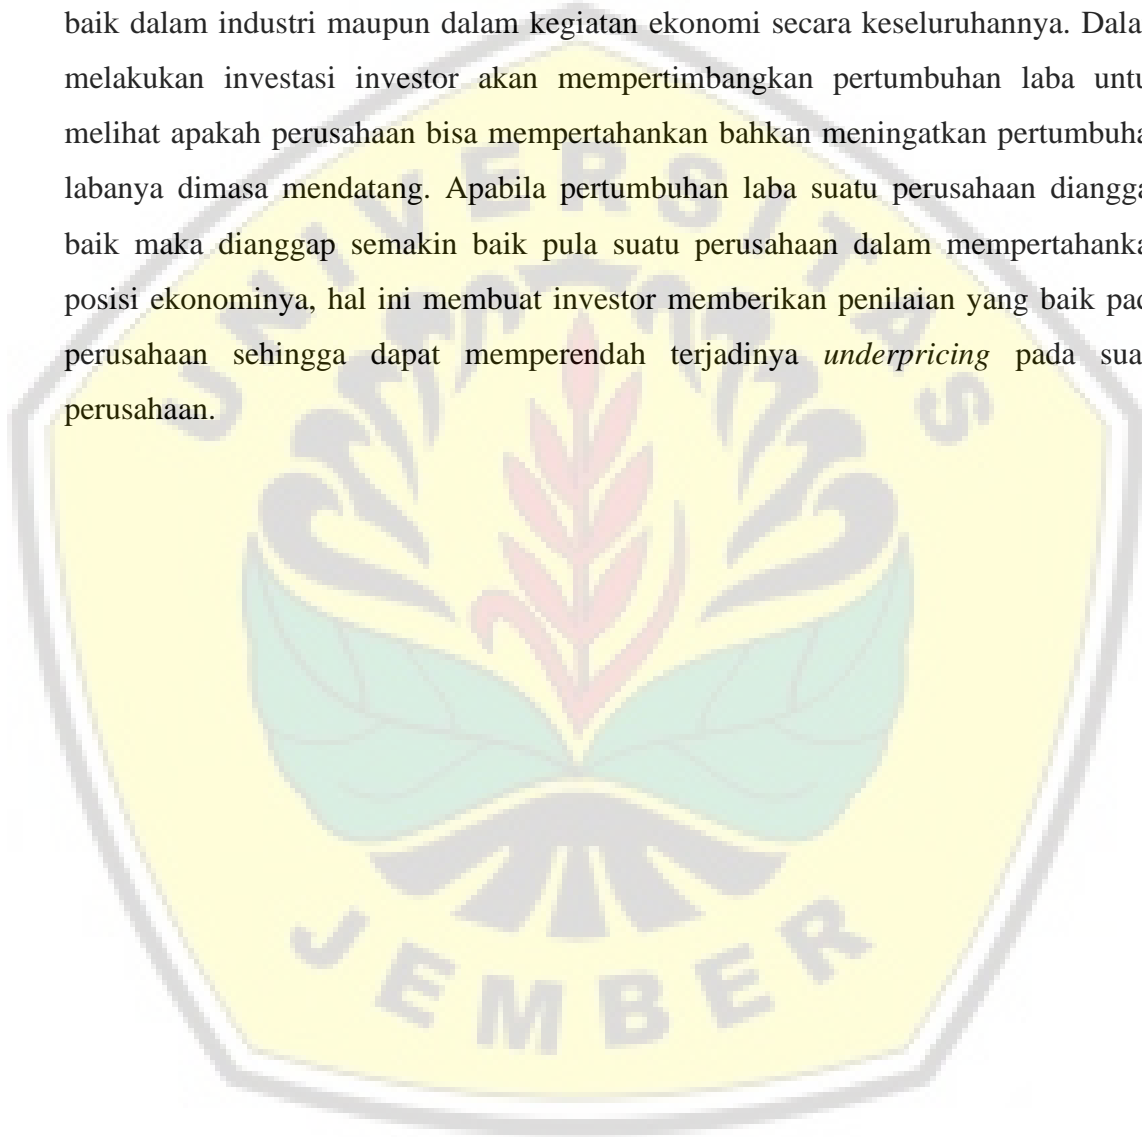 baik dalam industri maupun dalam kegiatan ekonomi secara keseluruhannya. Dala
melakukan investasi investor akan mempertimbangkan pertumbuhan laba untu
melihat apakah perusahaan bisa mempertahankan bahkan meningatkan pertumbuha
labanya dimasa mendatang. Apabila pertumbuhan laba suatu perusahaan diangga
baik maka dianggap semakin baik pula suatu perusahaan dalam mempertahanka
posisi ekonominya, hal ini membuat investor memberikan penilaian yang baik pad
perusahaan sehingga dapat memperendah terjadinya underpricing pada sua
perusahaan.
UNIVERSITAS
JEMBER